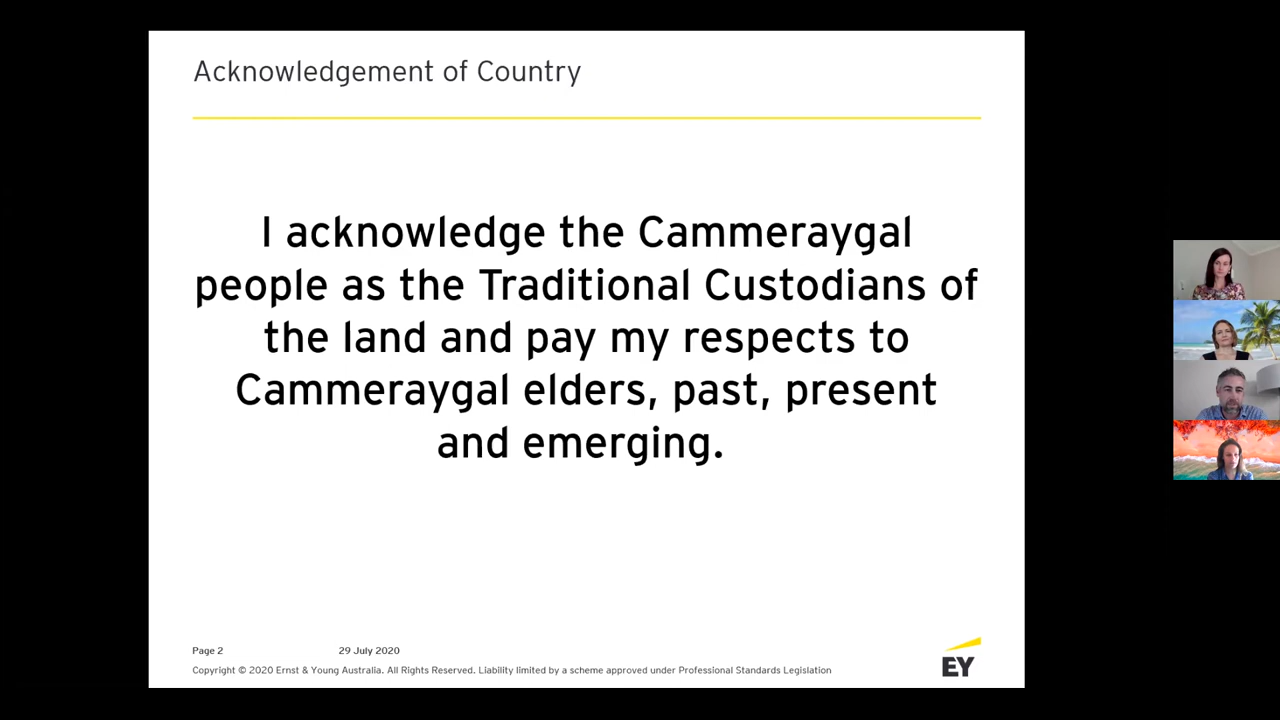 Acknowledgement of Country
I acknowledge the Cammeraygal
people as the Traditional Custodians of
the land and pay my respects to
Cammeraygal elders, past, present
and emerging.
Page 2 29 July 2020
Copyright © 2020 Ernst & Young Australia. All Rights Reserved. Liability limited by a scheme approved under Professional Standards Legislation
EY